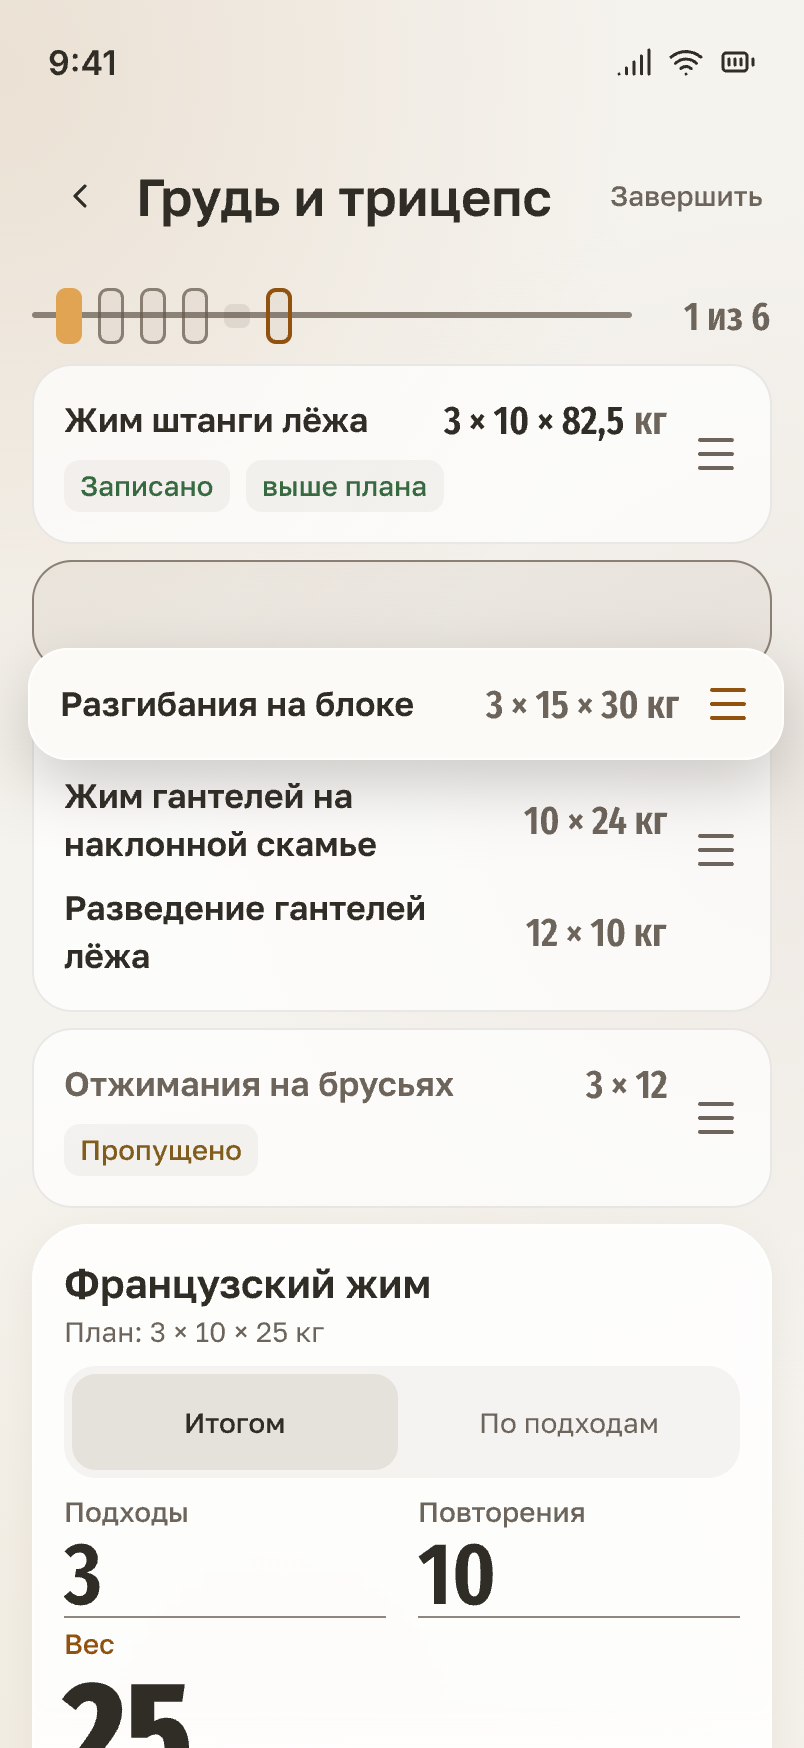 9:41
Грудь и трицепс
Завершить
1 из 6
Жим штанги лёжа
3 × 10 × 82,5 кг
Записано
выше плана
Разгибания на блоке
3 × 15 × 30 кг
Жим гантелей на
наклонной скамье
10 × 24 кг
Разведение гантелей
лёжа
12 × 10 кг
Отжимания на брусьях
3 × 12
Пропущено
Французский жим
План: 3 × 10 × 25 кг
Итогом
По подходам
Подходы
Повторения
3
10
Вес
25